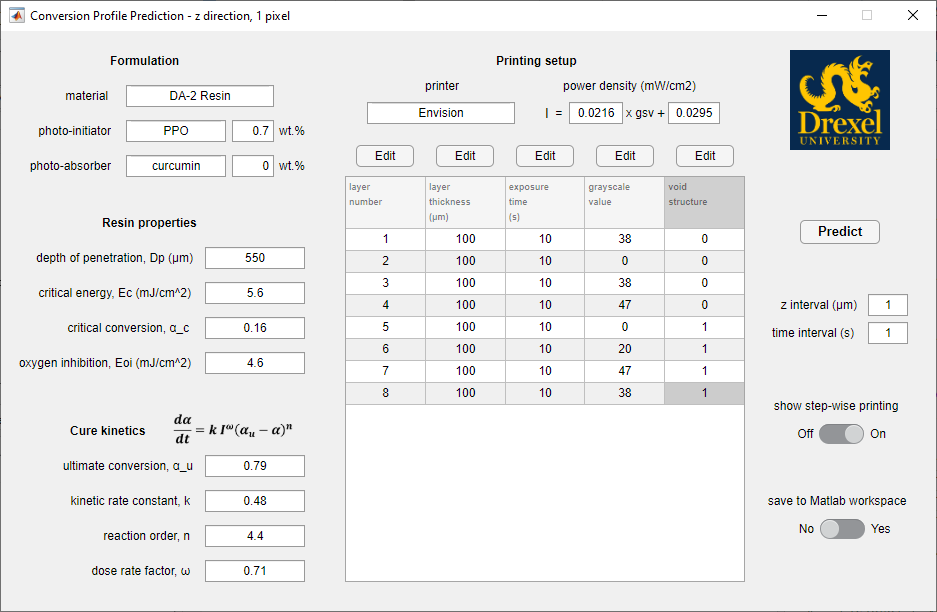 Conversion Profile Prediction - z direction, 1 pixel
Formulation
material DA-2 Resin
photo-initiator PPO 0.7 wt.%
photo-absorber curcumin 0 wt.%
Resin properties
depth of penetration, Dp (µm) 550
critical energy, Ec (mJ/cm^2) 5.6
critical conversion, α_c 0.16
oxygen inhibition, Eoi (mJ/cm^2) 4.6
Cure kinetics dα/dt = k I^ω(α_u − α)^n
ultimate conversion, α_u 0.79
kinetic rate constant, k 0.48
reaction order, n 4.4
dose rate factor, ω 0.71
Printing setup
printer power density (mW/cm2)
Envision I = 0.0216 x gsv + 0.0295
Edit Edit Edit Edit Edit
layer number layer thickness (µm) exposure time (s) grayscale value void structure
1 100 10 38 0
2 100 10 0 0
3 100 10 38 0
4 100 10 47 0
5 100 10 0 1
6 100 10 20 1
7 100 10 47 1
8 100 10 38 1
Drexel
UNIVERSITY
Predict
z interval (µm) 1
time interval (s) 1
show step-wise printing
Off On
save to Matlab workspace
No Yes